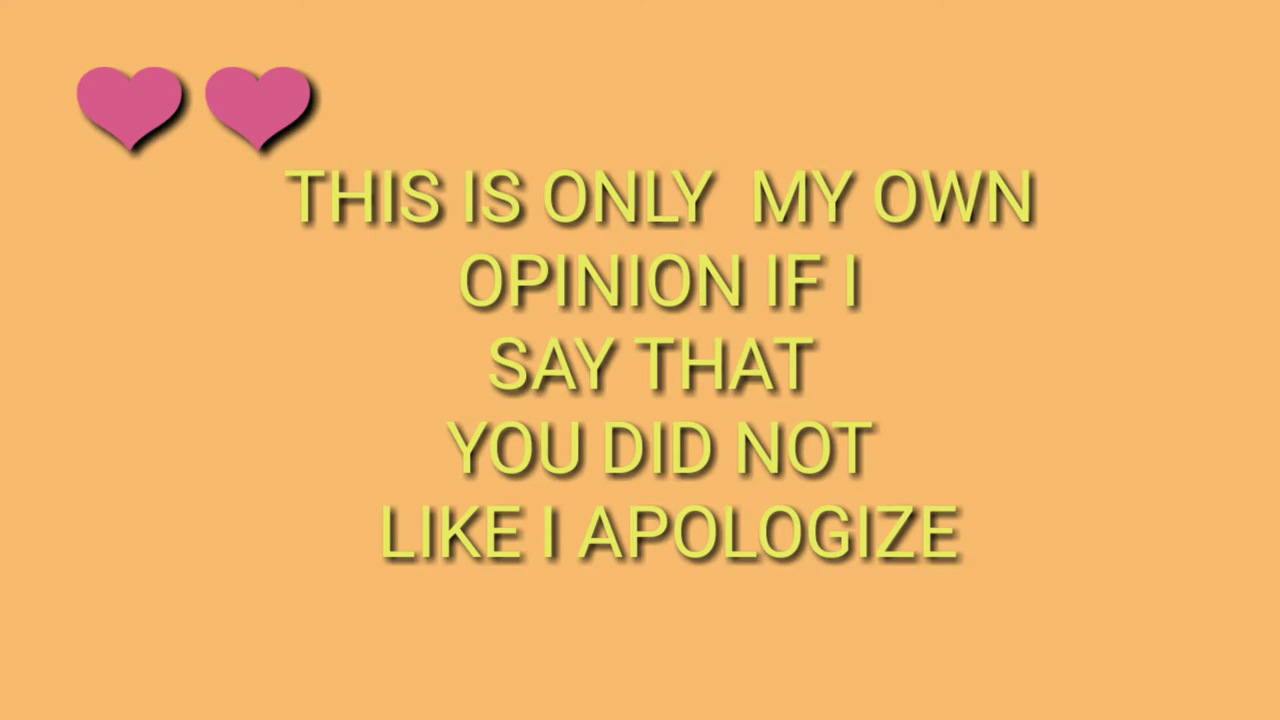 THIS IS ONLY  MY OWN
OPINION IF I
SAY THAT
YOU DID NOT
LIKE I APOLOGIZE